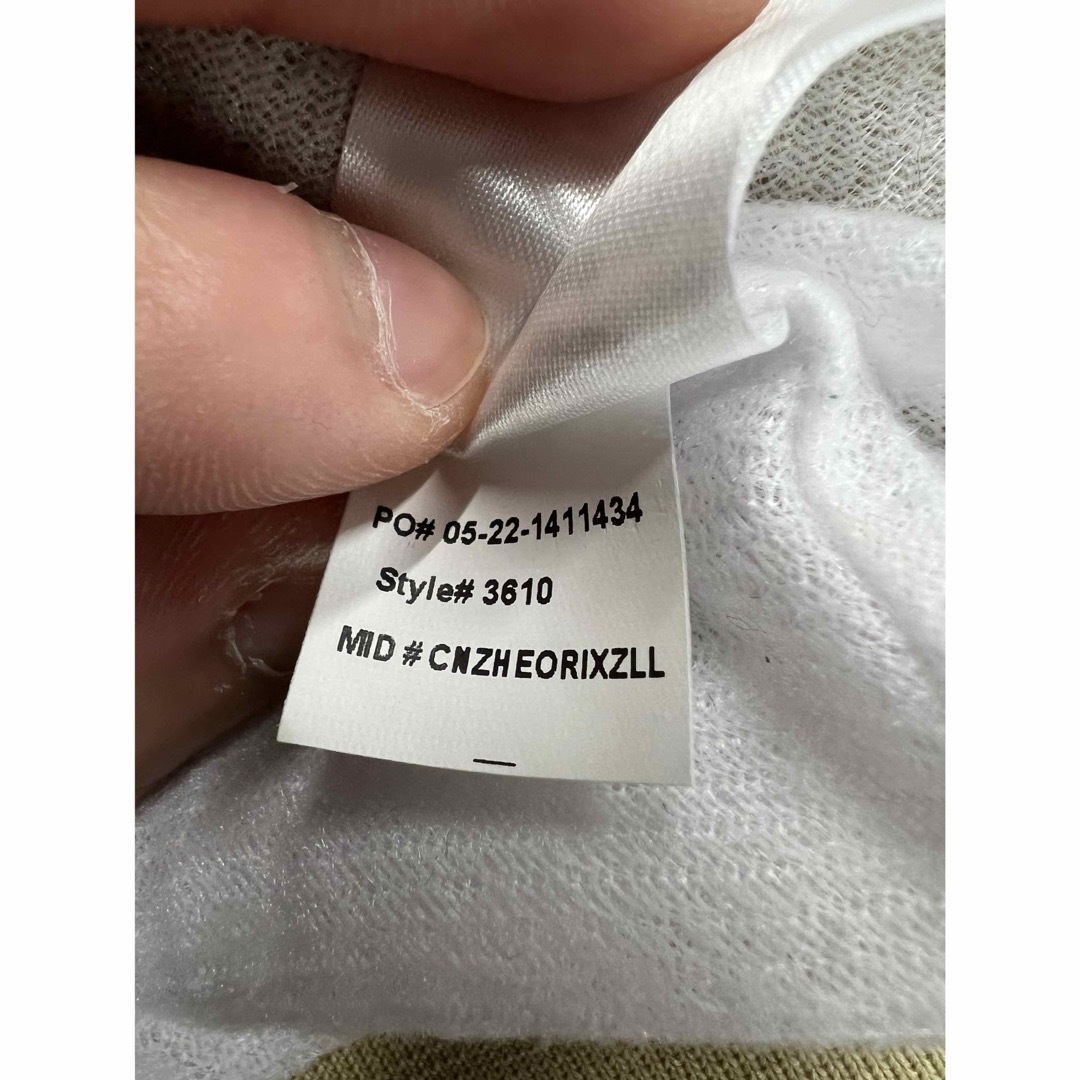 PO# 05-22-1411434
Style# 3610
MID # CNZHEORIXZLL